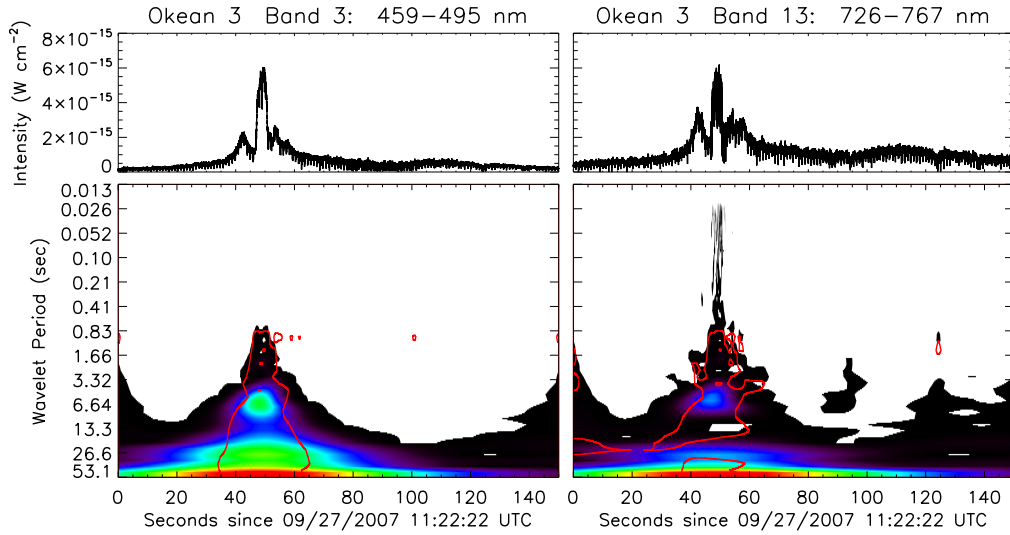 Okean 3 Band 3: 459-495 nm
Okean 3 Band 13: 726-767 nm
Intensity (W cm⁻²)
8×10⁻¹⁵
6×10⁻¹⁵
4×10⁻¹⁵
2×10⁻¹⁵
0
Wavelet Period (sec)
0.013
0.026
0.052
0.10
0.21
0.41
0.83
1.66
3.32
6.64
13.3
26.6
53.1
0 20 40 60 80 100 120 140
0 20 40 60 80 100 120 140
Seconds since 09/27/2007 11:22:22 UTC
Seconds since 09/27/2007 11:22:22 UTC